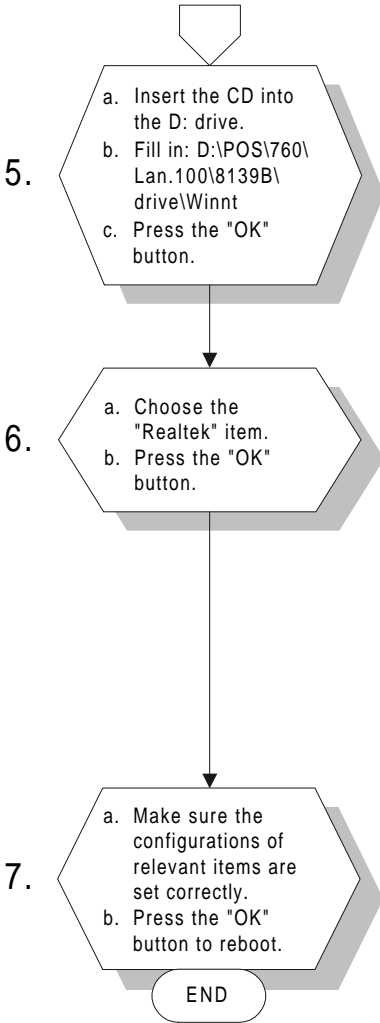 5.
a. Insert the CD into
the D: drive.
b. Fill in: D:\POS\760\
Lan.100\8139B\
drive\Winnt
c. Press the "OK"
button.
6.
a. Choose the
"Realtek" item.
b. Press the "OK"
button.
7.
a. Make sure the
configurations of
relevant items are
set correctly.
b. Press the "OK"
button to reboot.
END